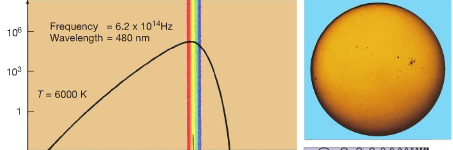 10⁶
Frequency = 6.2 x 10¹⁴Hz
Wavelength = 480 nm
10³
T = 6000 K
1